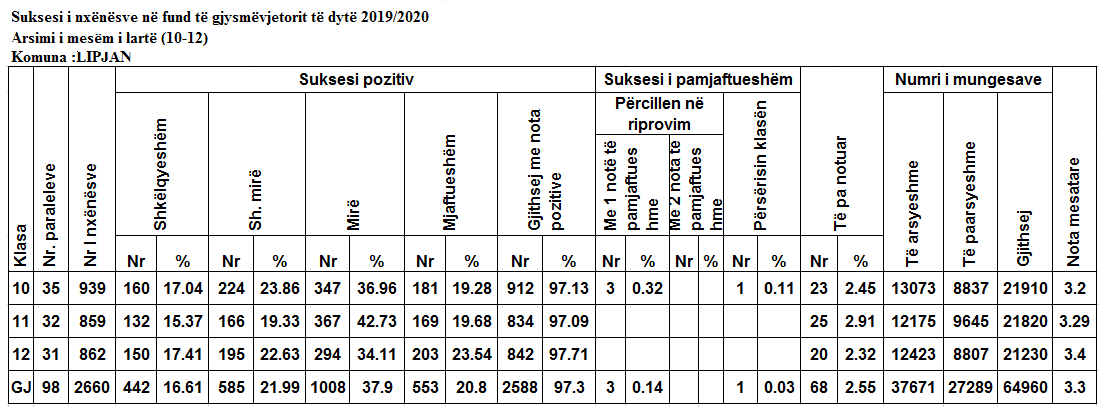 Suksesi i nxënësve në fund të gjysmëvjetorit të dytë 2019/2020
Arsimi i mesëm i lartë (10-12)
Komuna :LIPJAN
Klasa
Nr. paraleleve
Nr I nxënësve
Suksesi pozitiv
Shkëlqyeshëm
Sh. mirë
Mirë
Mjaftueshëm
Gjithsej me nota
pozitive
Suksesi i pamjaftueshëm
Përcillen në
riprovim
Me 1 notë të
pamjaftues
hme
Me 2 nota të
pamjaftues
hme
Përsërisin klasën
Të pa notuar
Numri i mungesave
Të arsyeshme
Të paarsyeshme
Gjithsej
Nota mesatare
Nr % Nr % Nr % Nr % Nr % Nr % Nr % Nr % Nr %
10 35 939 160 17.04 224 23.86 347 36.96 181 19.28 912 97.13 3 0.32 1 0.11 23 2.45 13073 8837 21910 3.2
11 32 859 132 15.37 166 19.33 367 42.73 169 19.68 834 97.09 25 2.91 12175 9645 21820 3.29
12 31 862 150 17.41 195 22.63 294 34.11 203 23.54 842 97.71 20 2.32 12423 8807 21230 3.4
GJ 98 2660 442 16.61 585 21.99 1008 37.9 553 20.8 2588 97.3 3 0.14 1 0.03 68 2.55 37671 27289 64960 3.3